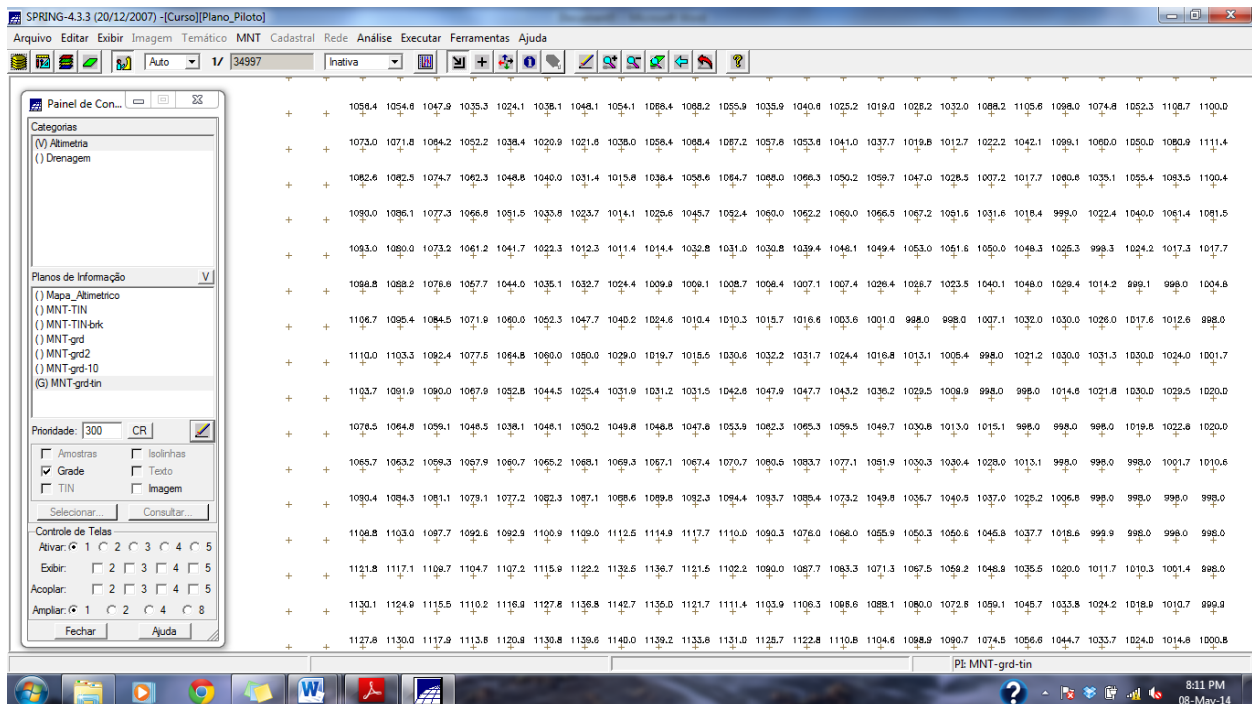 SPRING-4.3.3 (20/12/2007) -[Curso][Plano_Piloto]
Arquivo Editar Exibir Imagem Temático MNT Cadastral Rede Análise Executar Ferramentas Ajuda
Auto 1/ 34997 Inativa
Painel de Con...
Categorias
(V) Altimetria
( ) Drenagem
Planos de Informação V
( ) Mapa_Altimetrico
( ) MNT-TIN
( ) MNT-TIN-brk
( ) MNT-grd
( ) MNT-grd2
( ) MNT-grd-10
(G) MNT-grd-tin
Prioridade: 300 CR
Amostras Isolinhas
Grade Texto
TIN Imagem
Selecionar... Consultar...
Controle de Telas
Ativar: 1 2 3 4 5
Exibir: 2 3 4 5
Acoplar: 2 3 4 5
Ampliar: 1 2 4 8
Fechar Ajuda
1056.4 1054.6 1047.9 1035.3 1024.1 1038.1 1048.1 1054.1 1068.4 1068.2 1055.9 1035.9 1040.6 1025.2 1019.0 1026.2 1032.0 1088.2 1105.6 1098.0 1074.8 1052.3 1108.7 1100.0
1073.0 1071.8 1064.2 1052.2 1038.4 1020.9 1021.6 1038.0 1056.4 1068.4 1067.2 1057.6 1053.6 1041.0 1037.7 1019.8 1012.7 1022.2 1042.1 1099.1 1060.0 1050.0 1080.9 1111.4
1082.6 1082.5 1074.7 1062.3 1048.8 1040.0 1031.4 1015.8 1038.4 1058.6 1064.7 1068.0 1066.3 1050.2 1059.7 1047.0 1028.5 1007.2 1017.7 1080.6 1035.1 1055.4 1093.5 1100.4
1090.0 1086.1 1077.3 1066.8 1051.5 1033.8 1023.7 1014.1 1025.6 1045.7 1052.4 1060.0 1062.2 1060.0 1066.5 1067.2 1051.6 1031.6 1018.4 999.0 1022.4 1040.0 1061.4 1081.5
1093.0 1080.0 1073.2 1061.2 1041.7 1022.3 1012.3 1011.4 1014.4 1032.8 1031.0 1030.8 1039.4 1046.1 1049.4 1053.0 1051.6 1050.0 1048.3 1025.3 998.3 1024.2 1017.3 1017.7
1098.8 1088.2 1076.6 1057.7 1044.0 1035.1 1032.7 1024.4 1009.9 1009.1 1008.7 1008.4 1007.1 1007.4 1026.4 1026.7 1023.5 1040.1 1048.0 1029.4 1014.2 999.1 998.0 1004.8
1106.7 1095.4 1084.5 1071.9 1060.0 1052.3 1047.7 1040.2 1024.6 1010.4 1010.3 1015.7 1016.6 1003.6 1001.0 998.0 998.0 1007.1 1032.0 1030.0 1026.0 1017.6 1012.6 998.0
1110.0 1103.3 1092.4 1077.5 1064.8 1060.0 1050.0 1029.0 1019.7 1015.5 1030.6 1032.2 1031.7 1024.4 1016.8 1013.1 1005.4 998.0 1021.2 1030.0 1031.3 1030.0 1024.0 1001.7
1103.7 1091.9 1090.0 1067.9 1052.8 1044.5 1025.4 1031.9 1031.2 1031.5 1042.6 1047.9 1047.7 1043.2 1036.2 1029.5 1008.9 998.0 998.0 1014.6 1021.8 1030.0 1029.5 1020.0
1076.5 1064.8 1059.1 1046.5 1038.1 1046.1 1050.2 1049.8 1048.8 1047.8 1053.9 1062.3 1065.3 1059.5 1049.7 1030.8 1013.0 1015.1 998.0 998.0 998.0 1019.8 1022.8 1020.0
1065.7 1063.2 1059.3 1057.9 1060.7 1065.2 1068.1 1069.3 1067.1 1067.4 1070.7 1080.5 1083.7 1077.1 1051.9 1030.3 1030.4 1028.0 1013.1 998.0 998.0 998.0 1001.7 1010.6
1090.4 1084.3 1081.1 1079.1 1077.2 1082.3 1087.1 1088.6 1089.8 1092.3 1094.4 1093.7 1085.4 1073.2 1049.8 1036.7 1040.5 1037.0 1025.2 1006.8 998.0 998.0 998.0 998.0
1106.8 1103.0 1097.7 1092.6 1092.9 1100.9 1109.0 1112.5 1114.9 1117.7 1110.0 1090.3 1076.0 1068.0 1055.9 1050.3 1050.6 1045.8 1037.7 1018.6 999.9 998.0 998.0 998.0
1121.8 1117.1 1109.7 1104.7 1107.2 1115.9 1122.2 1132.5 1136.7 1121.5 1102.2 1090.0 1087.7 1083.3 1071.3 1067.5 1059.2 1048.9 1035.5 1020.0 1011.7 1010.3 1001.4 998.0
1130.1 1124.9 1115.5 1110.2 1116.9 1127.8 1136.8 1142.7 1135.0 1121.7 1111.4 1103.9 1106.3 1098.6 1088.1 1080.0 1072.8 1059.1 1045.7 1033.8 1024.2 1018.9 1010.7 999.9
1127.8 1130.0 1117.9 1113.8 1120.9 1130.8 1139.6 1140.0 1139.2 1133.8 1131.0 1125.7 1122.8 1110.8 1104.6 1098.9 1090.7 1074.5 1056.6 1044.7 1033.7 1024.0 1014.8 1000.8
PI: MNT-grd-tin
8:11 PM
08-May-14